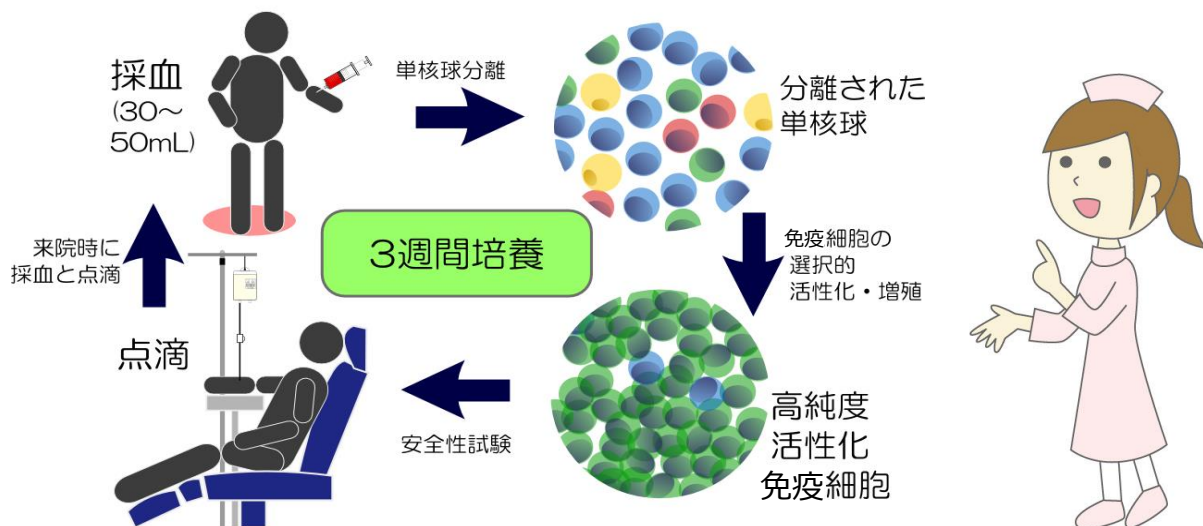 採血
(30〜
50mL)
単核球分離
分離された
単核球
免疫細胞の
選択的
活性化・増殖
高純度
活性化
免疫細胞
安全性試験
点滴
来院時に
採血と点滴
3週間培養